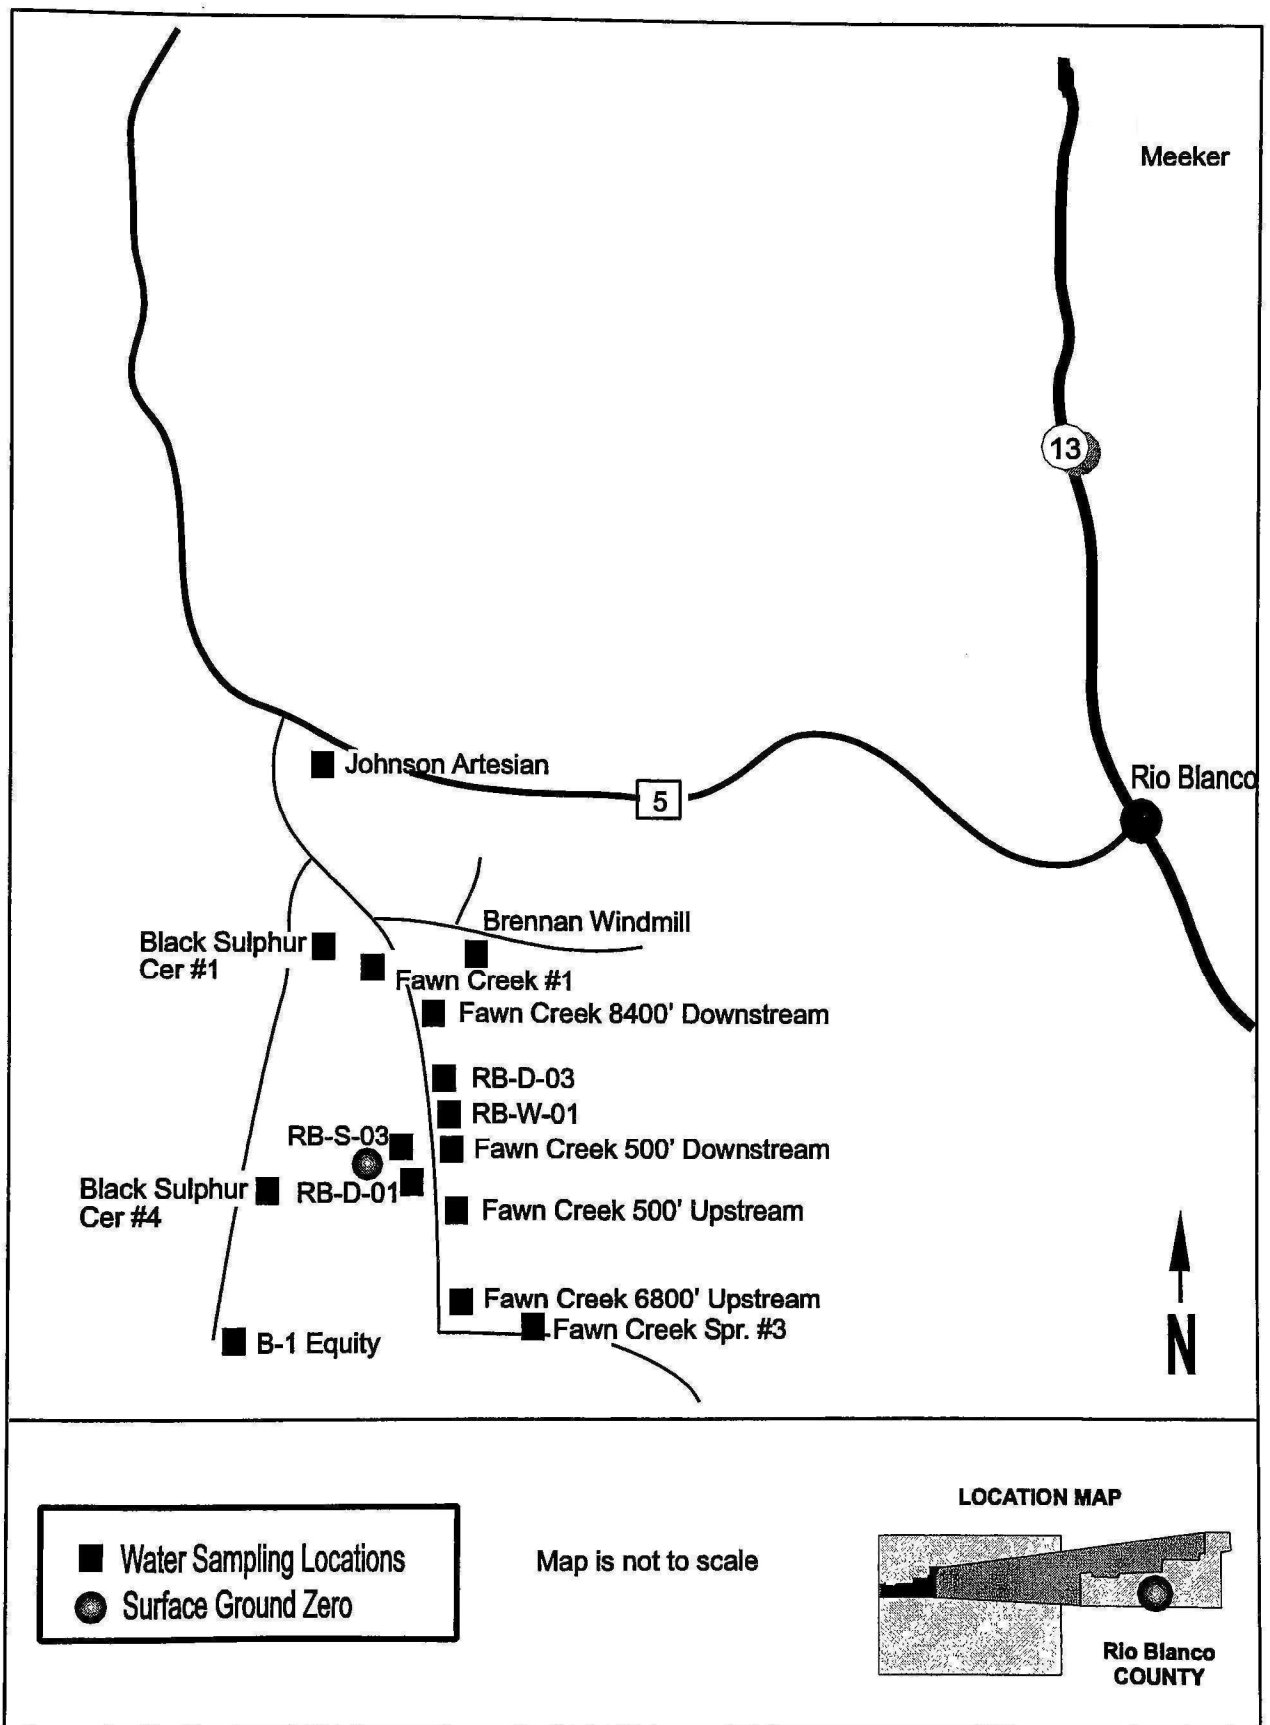 Meeker
13
Johnson Artesian
5
Rio Blanco
Brennan Windmill
Black Sulphur
Cer #1
Fawn Creek #1
Fawn Creek 8400' Downstream
RB-D-03
RB-W-01
RB-S-03
Fawn Creek 500' Downstream
Black Sulphur
Cer #4
RB-D-01
Fawn Creek 500' Upstream
Fawn Creek 6800' Upstream
Fawn Creek Spr. #3
B-1 Equity
N
Water Sampling Locations
Surface Ground Zero
Map is not to scale
LOCATION MAP
Rio Blanco
COUNTY